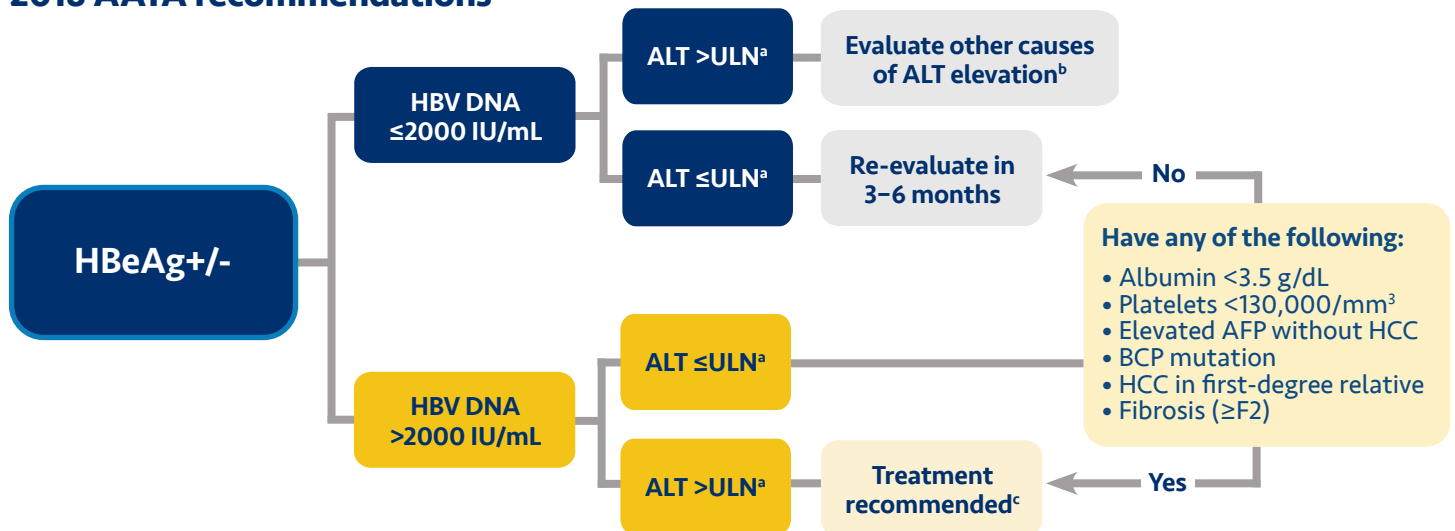 2018 AATA recommendations
HBeAg+/-
HBV DNA
≤2000 IU/mL
ALT >ULNᵃ
Evaluate other causes
of ALT elevationᵇ
ALT ≤ULNᵃ
Re-evaluate in
3–6 months
No
Have any of the following:
• Albumin <3.5 g/dL
• Platelets <130,000/mm³
• Elevated AFP without HCC
• BCP mutation
• HCC in first-degree relative
• Fibrosis (≥F2)
HBV DNA
>2000 IU/mL
ALT ≤ULNᵃ
ALT >ULNᵃ
Treatment
recommendedᶜ
Yes